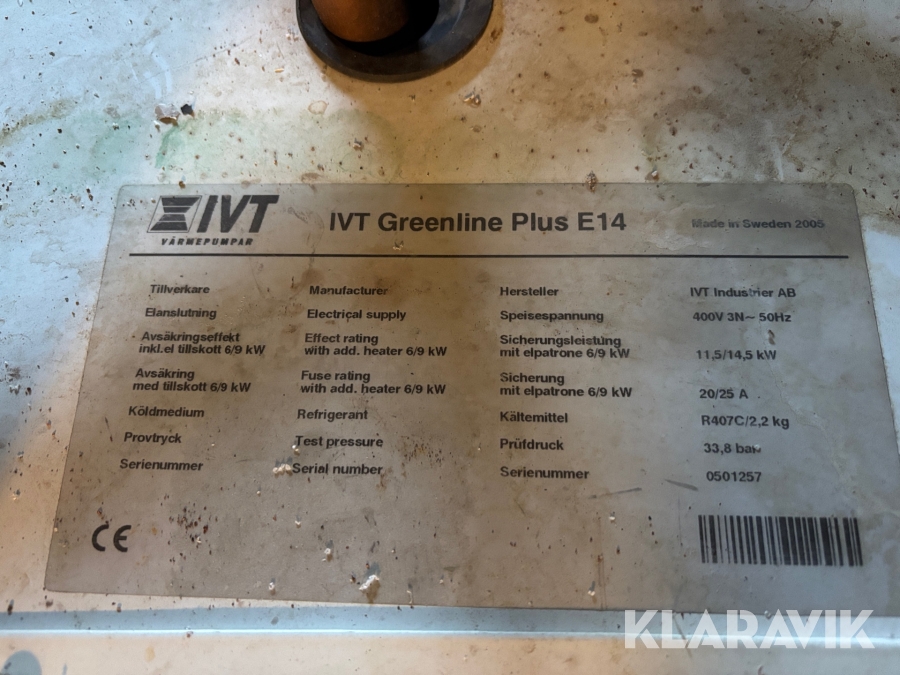 IVT
VÄRMEPUMPAR
IVT Greenline Plus E14
Made in Sweden 2005
Tillverkare Manufacturer Hersteller IVT Industrier AB
Elanslutning Electrical supply Speisespannung 400V 3N~ 50Hz
Avsäkringseffekt Effect rating Sicherungsleistung
inkl.el tillskott 6/9 kW with add. heater 6/9 kW mit elpatrone 6/9 kW 11,5/14,5 kW
Avsäkring Fuse rating Sicherung
med tillskott 6/9 kW with add. heater 6/9 kW mit elpatrone 6/9 kW 20/25 A
Köldmedium Refrigerant Kältemittel R407C/2,2 kg
Provtryck Test pressure Prüfdruck 33,8 bar
Serienummer Serial number Serienummer 0501257
CE
KLARAVIK